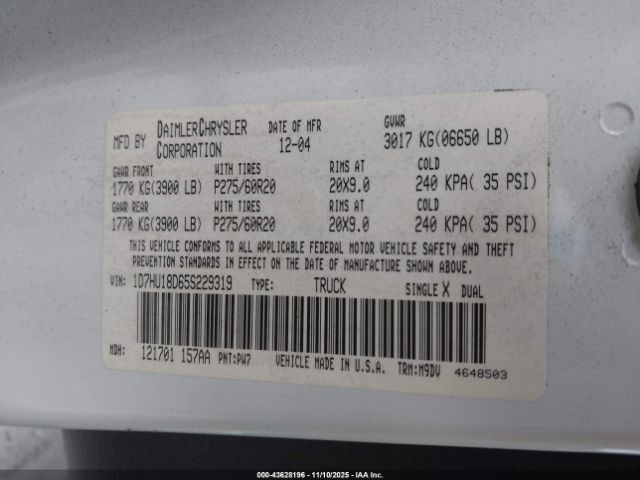 MFD BY DAIMLERCHRYSLER CORPORATION DATE OF MFR 12-04 GVWR 3017 KG(06650 LB)
GAWR FRONT WITH TIRES RIMS AT COLD
1770 KG(3900 LB) P275/60R20 20X9.0 240 KPA( 35 PSI)
GAWR REAR WITH TIRES RIMS AT COLD
1770 KG(3900 LB) P275/60R20 20X9.0 240 KPA( 35 PSI)
THIS VEHICLE CONFORMS TO ALL APPLICABLE FEDERAL MOTOR VEHICLE SAFETY AND THEFT
PREVENTION STANDARDS IN EFFECT ON THE DATE OF MANUFACTURE SHOWN ABOVE.
VIN: 1D7HU18D65S229319 TYPE: TRUCK SINGLE X DUAL
MDH: 121701 157AA PNT:PW7 VEHICLE MADE IN U.S.A. TRM:M9DV 4648503
000-43628196 - 11/10/2025 - IAA Inc.